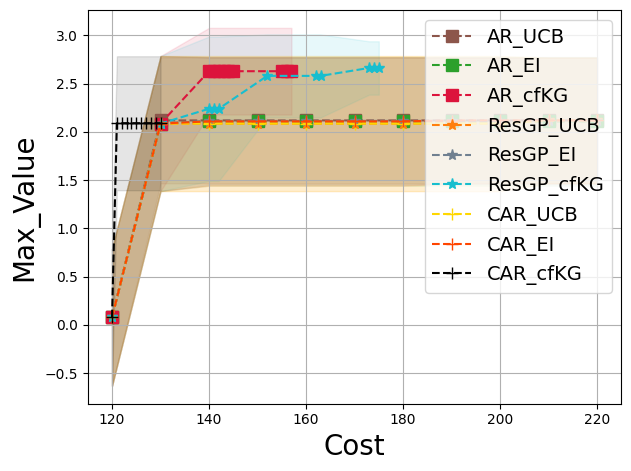 3.0
2.5
2.0
1.5
1.0
0.5
0.0
−0.5
Max_Value
120
140
160
180
200
220
Cost
AR_UCB
AR_EI
AR_cfKG
ResGP_UCB
ResGP_EI
ResGP_cfKG
CAR_UCB
CAR_EI
CAR_cfKG